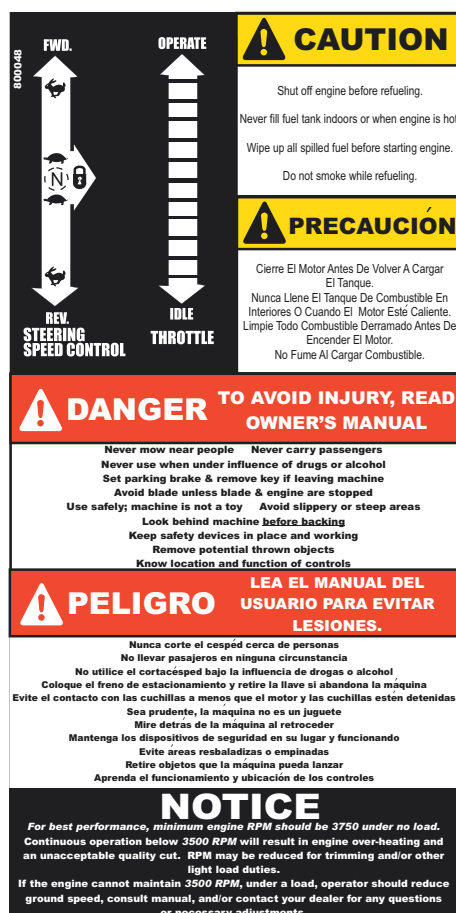 800048
FWD.
N
REV.
STEERING
SPEED CONTROL
OPERATE
IDLE
THROTTLE
CAUTION
Shut off engine before refueling.
Never fill fuel tank indoors or when engine is hot
Wipe up all spilled fuel before starting engine.
Do not smoke while refueling.
PRECAUCIÓN
Cierre El Motor Antes De Volver A Cargar
El Tanque.
Nunca Llene El Tanque De Combustible En
Interiores O Cuando El Motor Esté Caliente.
Limpie Todo Combustible Derramado Antes De
Encender El Motor.
No Fume Al Cargar Combustible.
DANGER
TO AVOID INJURY, READ
OWNER'S MANUAL
Never mow near people Never carry passengers
Never use when under influence of drugs or alcohol
Set parking brake & remove key if leaving machine
Avoid blade unless blade & engine are stopped
Use safely; machine is not a toy Avoid slippery or steep areas
Look behind machine before backing
Keep safety devices in place and working
Remove potential thrown objects
Know location and function of controls
PELIGRO
LEA EL MANUAL DEL
USUARIO PARA EVITAR
LESIONES.
Nunca corte el cespéd cerca de personas
No llevar pasajeros en ninguna circunstancia
No utilice el cortacésped bajo la influencia de drogas o alcohol
Coloque el freno de estacionamiento y retire la llave si abandona la máquina
Evite el contacto con las cuchillas a menos que el motor y las cuchillas estén detenidas
Sea prudente, la máquina no es un juguete
Mire detrás de la máquina al retroceder
Mantenga los dispositivos de seguridad en su lugar y funcionando
Evite áreas resbaladizas o empinadas
Retire objetos que la máquina pueda lanzar
Aprenda el funcionamiento y ubicación de los controles
NOTICE
For best performance, minimum engine RPM should be 3750 under no load.
Continuous operation below 3500 RPM will result in engine over-heating and
an unacceptable quality cut. RPM may be reduced for trimming and/or other
light load duties.
If the engine cannot maintain 3500 RPM, under a load, operator should reduce
ground speed, consult manual, and/or contact your dealer for any questions
or necessary adjustments